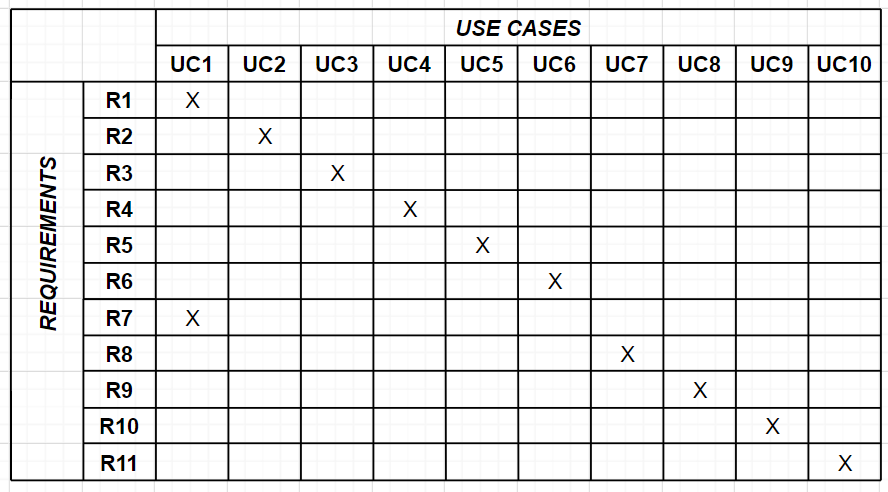 USE CASES
UC1 UC2 UC3 UC4 UC5 UC6 UC7 UC8 UC9 UC10
REQUIREMENTS
R1 X
R2 X
R3 X
R4 X
R5 X
R6 X
R7 X
R8 X
R9 X
R10 X
R11 X